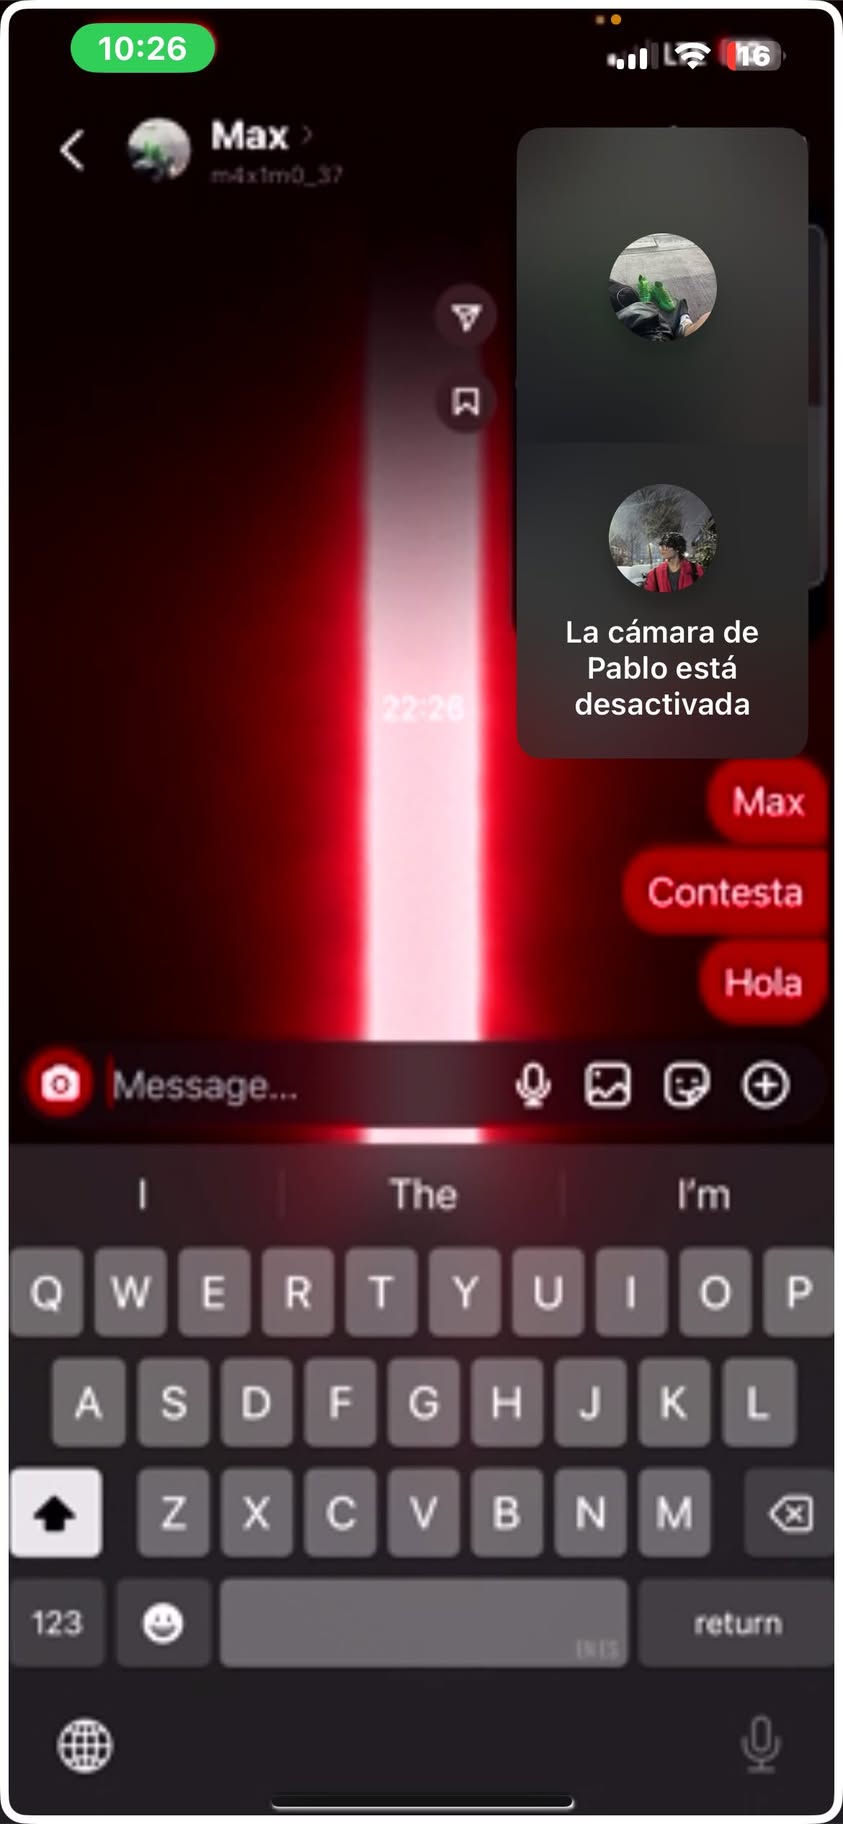 10:26
16
Max
m4x1m0_37
La cámara de
Pablo está
desactivada
22:26
Max
Contesta
Hola
Message...
I The I'm
Q W E R T Y U I O P
A S D F G H J K L
Z X C V B N M
123 return